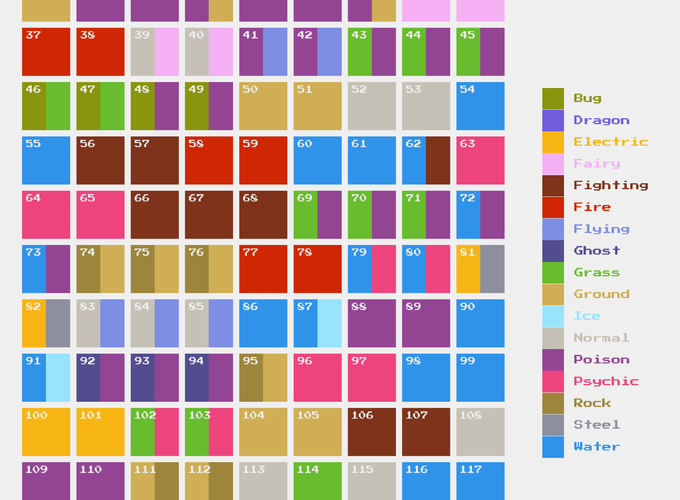 37 38 39 40 41 42 43 44 45
46 47 48 49 50 51 52 53 54
55 56 57 58 59 60 61 62 63
64 65 66 67 68 69 70 71 72
73 74 75 76 77 78 79 80 81
82 83 84 85 86 87 88 89 90
91 92 93 94 95 96 97 98 99
100 101 102 103 104 105 106 107 108
109 110 111 112 113 114 115 116 117
Bug
Dragon
Electric
Fairy
Fighting
Fire
Flying
Ghost
Grass
Ground
Ice
Normal
Poison
Psychic
Rock
Steel
Water